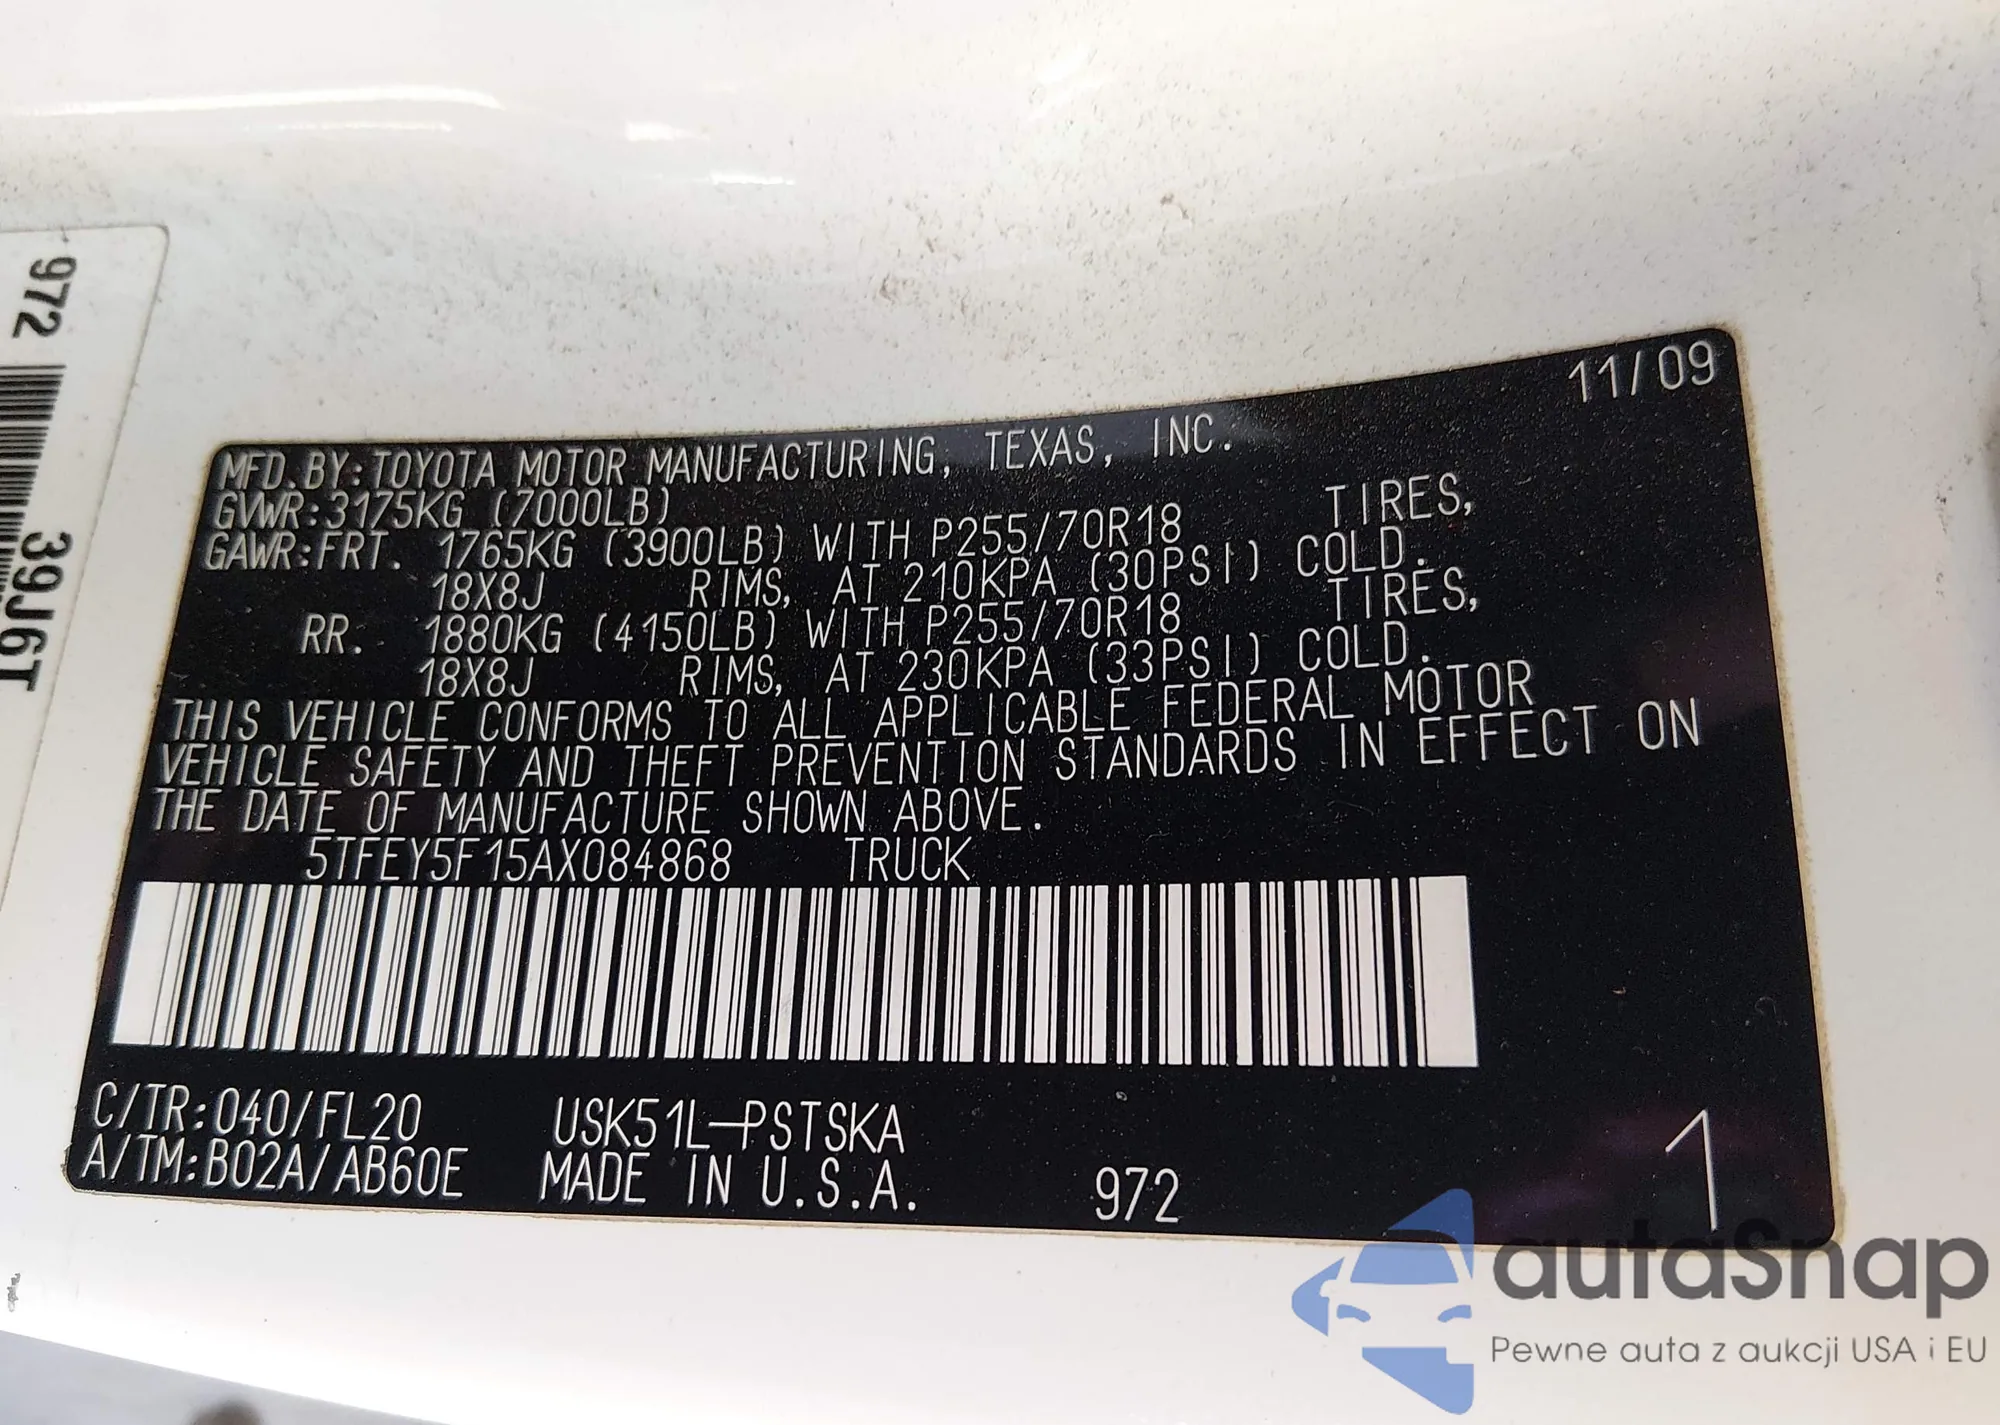 972
39J6T
11/09
MFD.BY:TOYOTA MOTOR MANUFACTURING, TEXAS, INC.
GVWR:3175KG (7000LB)
GAWR:FRT. 1765KG (3900LB) WITH P255/70R18 TIRES,
18X8J RIMS, AT 210KPA (30PSI) COLD.
RR. 1880KG (4150LB) WITH P255/70R18 TIRES,
18X8J RIMS, AT 230KPA (33PSI) COLD.
THIS VEHICLE CONFORMS TO ALL APPLICABLE FEDERAL MOTOR
VEHICLE SAFETY AND THEFT PREVENTION STANDARDS IN EFFECT ON
THE DATE OF MANUFACTURE SHOWN ABOVE.
5TFEY5F15AX084868 TRUCK
C/TR:040/FL20 USK51L-PSTSKA
A/TM:B02A/AB60E MADE IN U.S.A. 972
1
autaSnap
Pewne auta z aukcji USA i EU